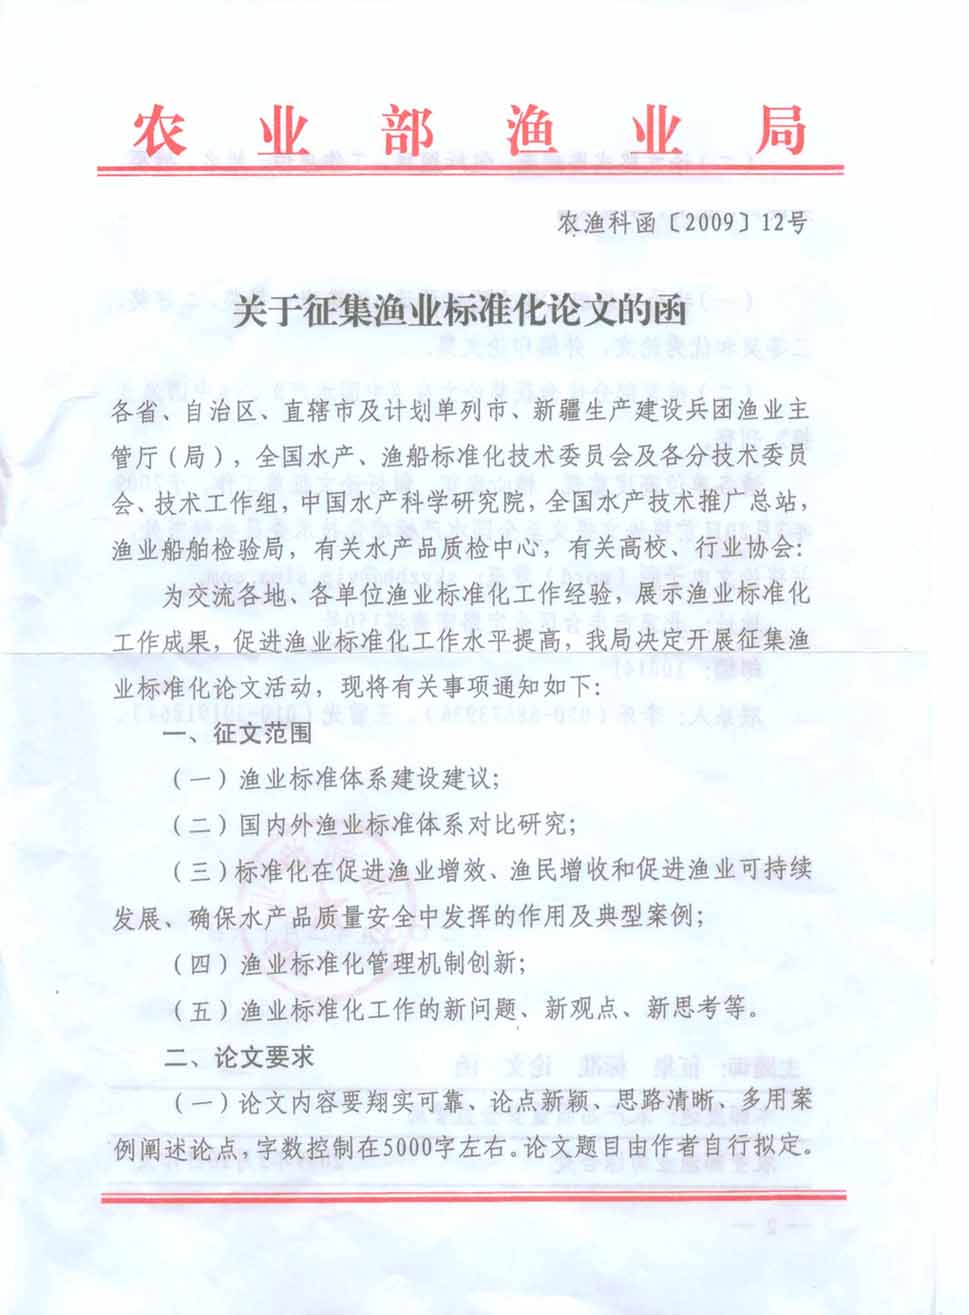 农业部渔业局
农渔科函〔2009〕12号
关于征集渔业标准化论文的函
各省、自治区、直辖市及计划单列市、新疆生产建设兵团渔业主
管厅(局)，全国水产、渔船标准化技术委员会及各分技术委员
会、技术工作组，中国水产科学研究院，全国水产技术推广总站，
渔业船舶检验局，有关水产品质检中心，有关高校、行业协会：
为交流各地、各单位渔业标准化工作经验，展示渔业标准化
工作成果，促进渔业标准化工作水平提高，我局决定开展征集渔
业标准化论文活动，现将有关事项通知如下：
一、征文范围
(一)渔业标准体系建设建议；
(二)国内外渔业标准体系对比研究；
(三)标准化在促进渔业增效、渔民增收和促进渔业可持续
发展、确保水产品质量安全中发挥的作用及典型案例；
(四)渔业标准化管理机制创新；
(五)渔业标准化工作的新问题、新观点、新思考等。
二、论文要求
(一)论文内容要翔实可靠、论点新颖、思路清晰、多用案
例阐述论点，字数控制在5000字左右。论文题目由作者自行拟定。